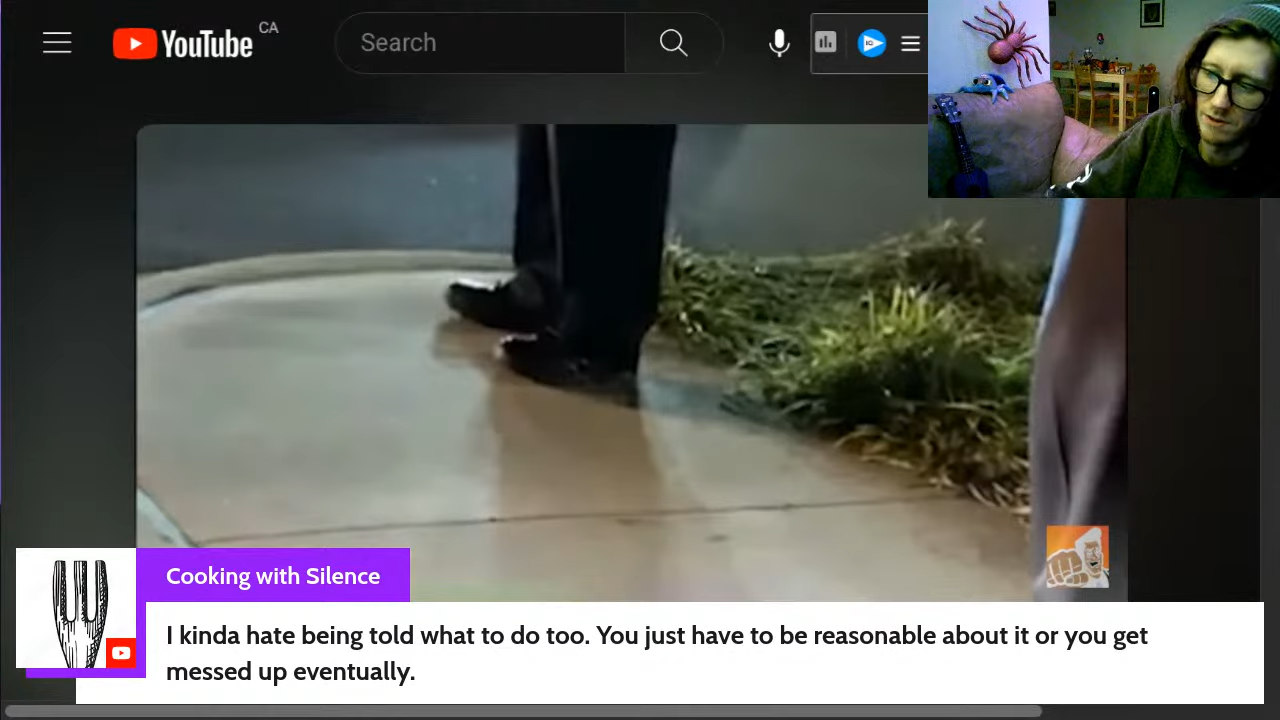 YouTube CA
Search
Cooking with Silence
I kinda hate being told what to do too. You just have to be reasonable about it or you get
messed up eventually.